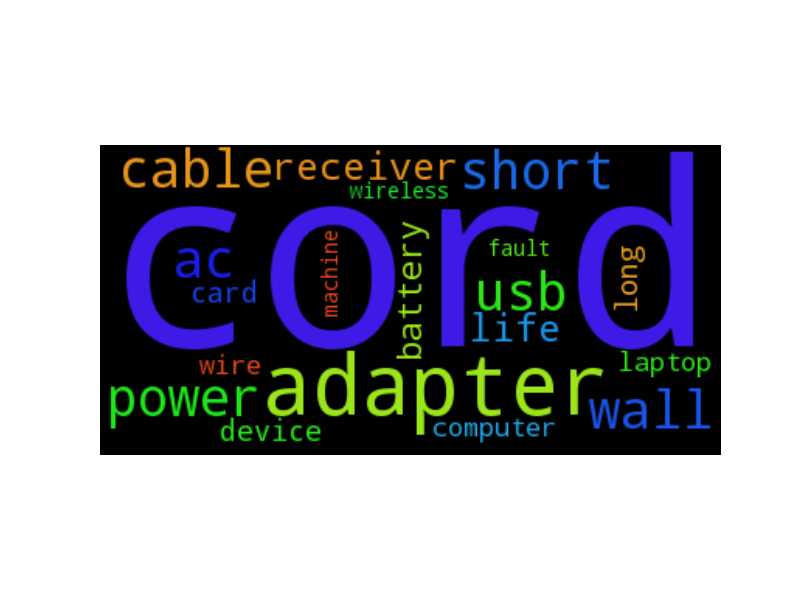 cable
receiver
short
wireless
cord
ac
card
machine
battery
fault
usb
long
life
wire
adapter
laptop
power
wall
device
computer